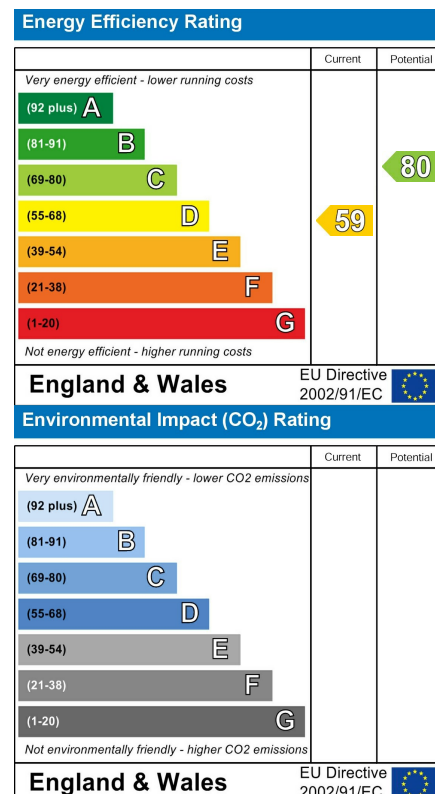 Energy Efficiency Rating
Current Potential
Very energy efficient - lower running costs
(92 plus) A
(81-91) B
(69-80) C
(55-68) D
(39-54) E
(21-38) F
(1-20) G
59
80
Not energy efficient - higher running costs
England & Wales
EU Directive
2002/91/EC
Environmental Impact (CO₂) Rating
Current Potential
Very environmentally friendly - lower CO2 emissions
(92 plus) A
(81-91) B
(69-80) C
(55-68) D
(39-54) E
(21-38) F
(1-20) G
Not environmentally friendly - higher CO2 emissions
England & Wales
EU Directive
2002/91/EC